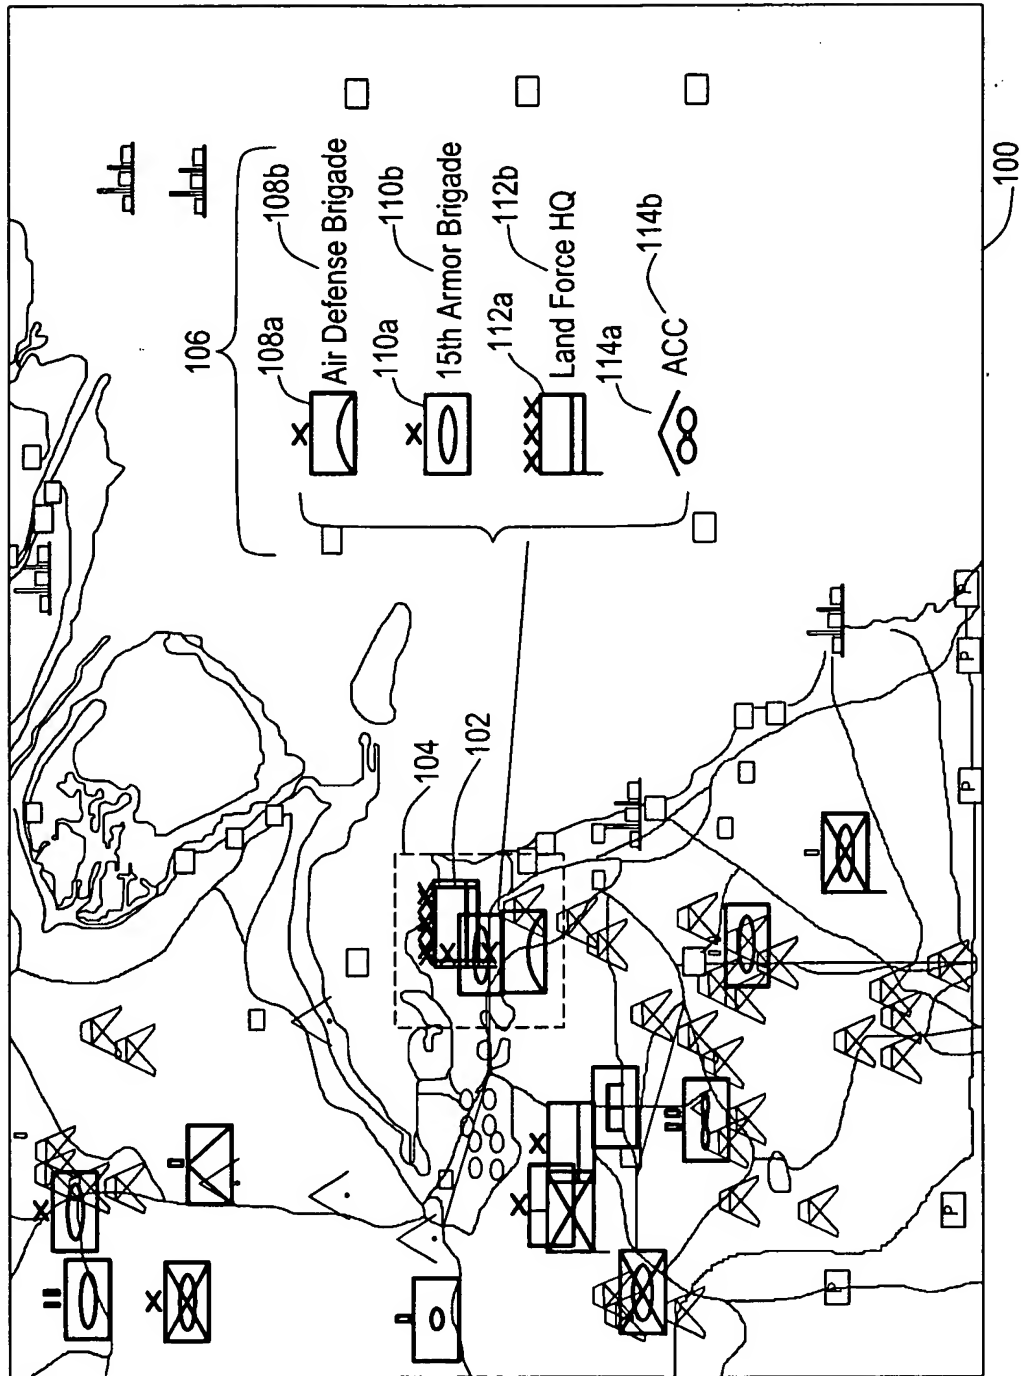 106
108a
108b
Air Defense Brigade
110a
110b
15th Armor Brigade
112a
112b
Land Force HQ
114a
114b
ACC
104
102
P
P
P
P
P
100